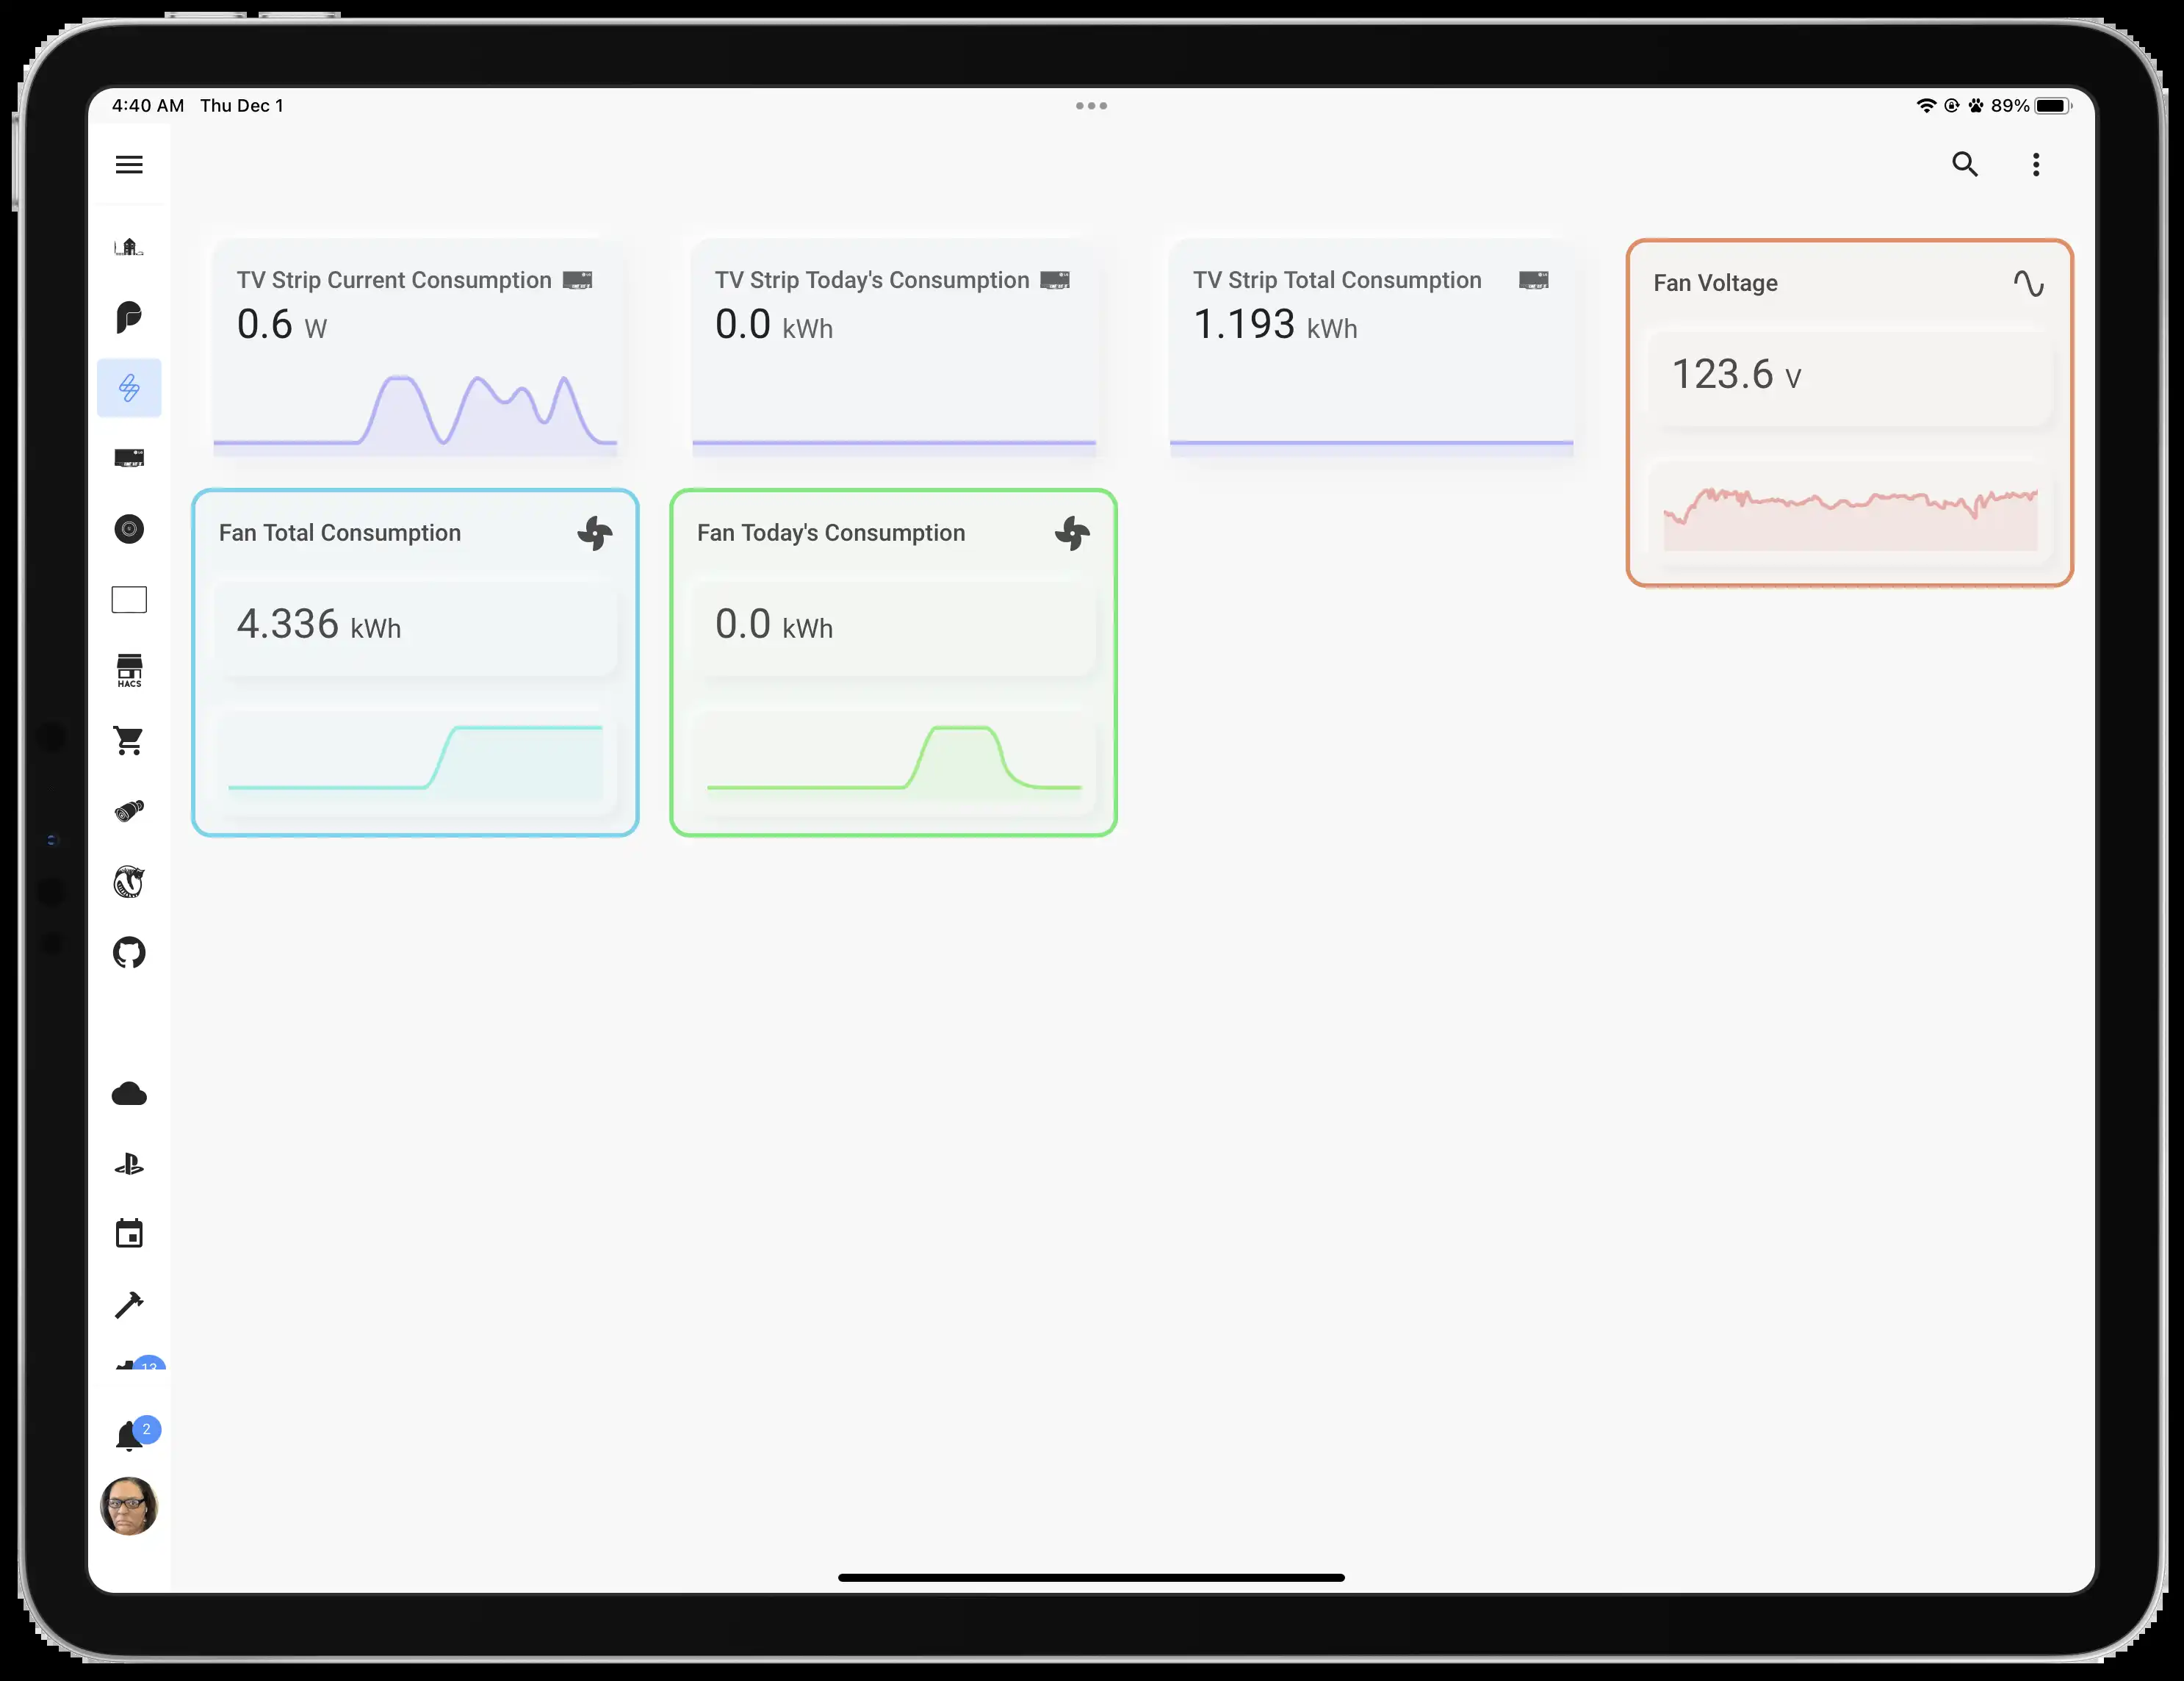 4:40 AM Thu Dec 1
89%
TV Strip Current Consumption
0.6 W
TV Strip Today's Consumption
0.0 kWh
TV Strip Total Consumption
1.193 kWh
Fan Voltage
123.6 V
Fan Total Consumption
4.336 kWh
Fan Today's Consumption
0.0 kWh
HACS
13
2